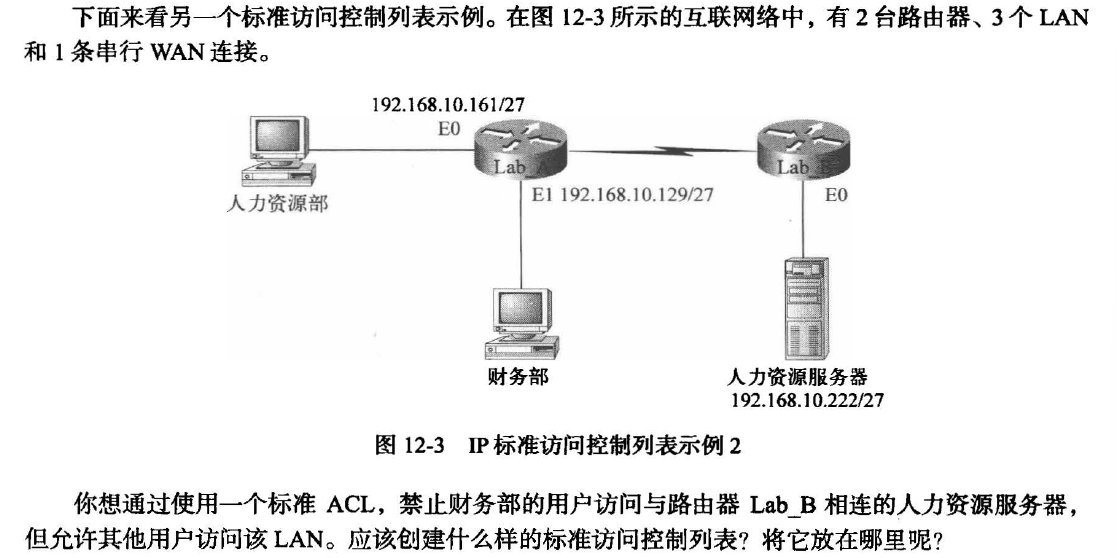 下面来看另一个标准访问控制列表示例。在图 12-3 所示的互联网络中，有 2 台路由器、3 个 LAN
和 1 条串行 WAN 连接。
192.168.10.161/27
E0
Lab
Lab_B
E1 192.168.10.129/27
E0
人力资源部
财务部
人力资源服务器
192.168.10.222/27
图 12-3 IP 标准访问控制列表示例 2
你想通过使用一个标准 ACL，禁止财务部的用户访问与路由器 Lab_B 相连的人力资源服务器，
但允许其他用户访问该 LAN。应该创建什么样的标准访问控制列表？将它放在哪里呢？